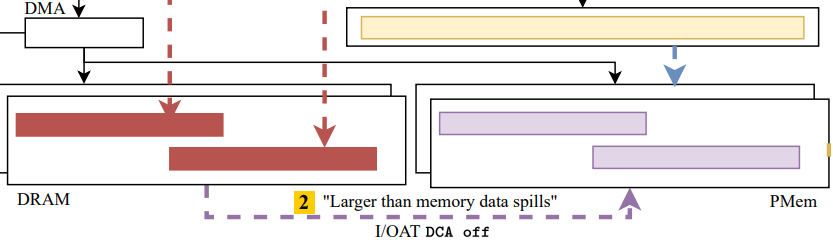 DMA
DRAM
2 "Larger than memory data spills"
PMem
I/OAT DCA off